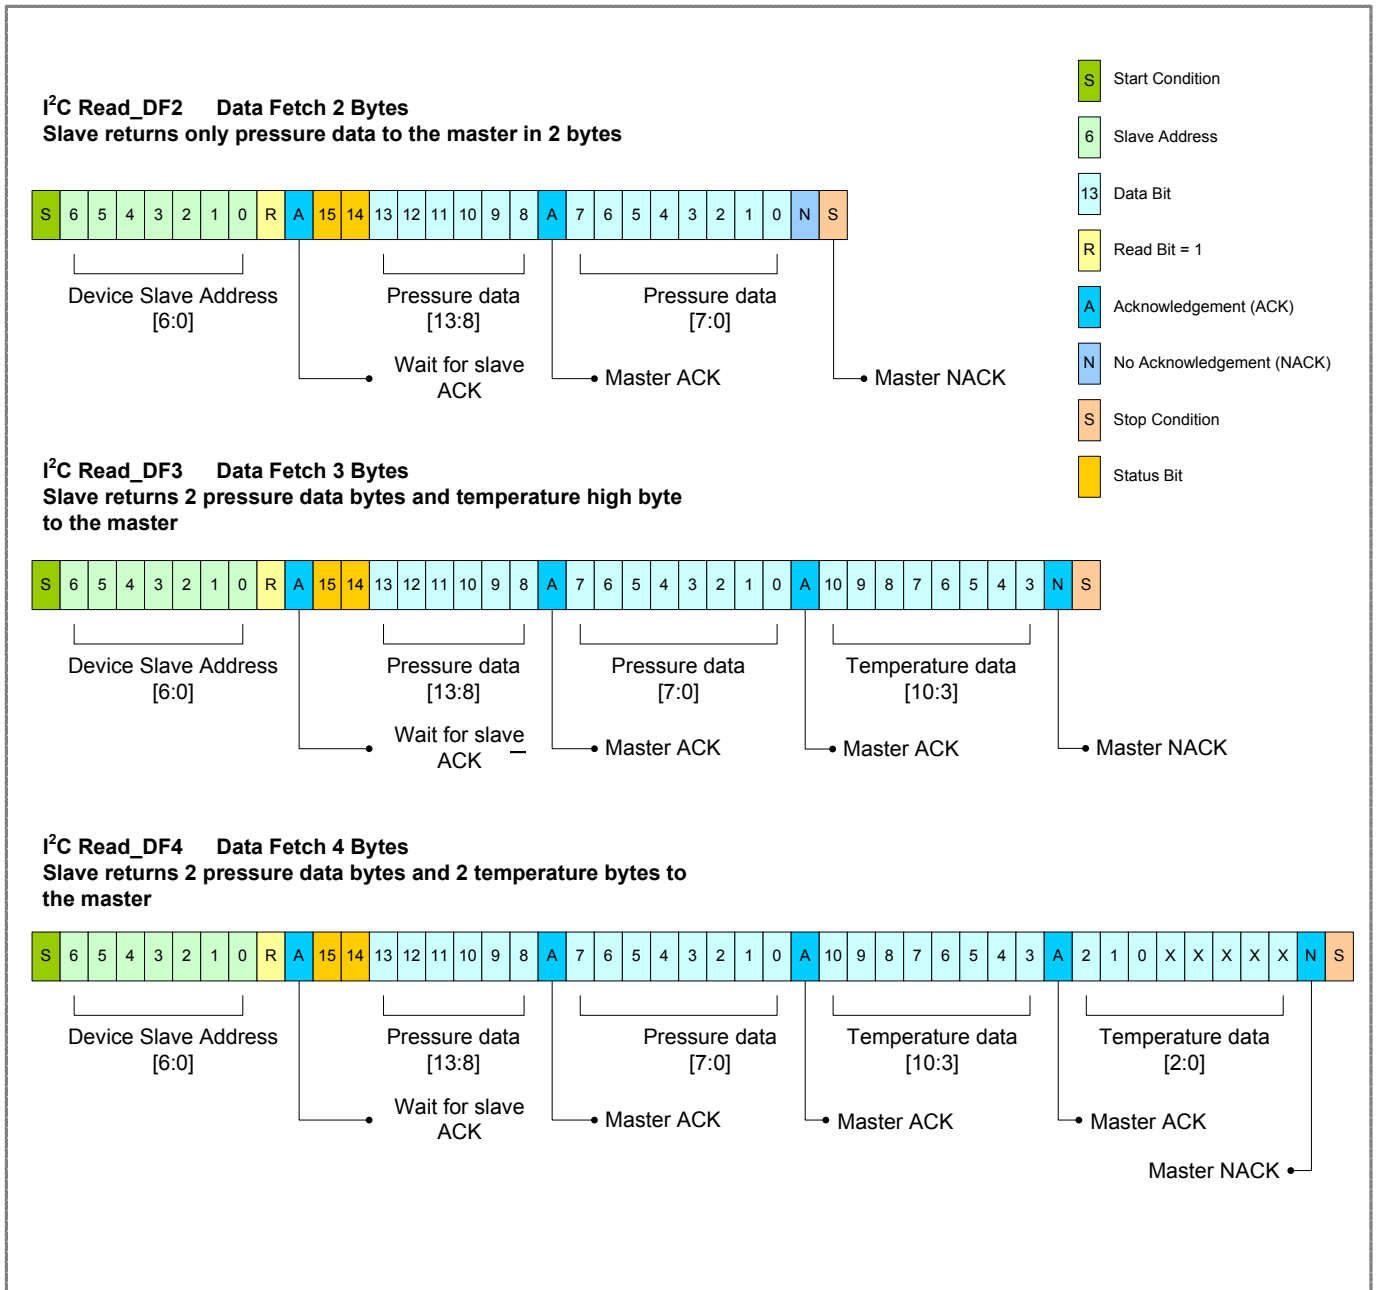 I²C Read_DF2 Data Fetch 2 Bytes
Slave returns only pressure data to the master in 2 bytes
S 6 5 4 3 2 1 0 R A 15 14 13 12 11 10 9 8 A 7 6 5 4 3 2 1 0 N S
Device Slave Address Pressure data Pressure data
[6:0] [13:8] [7:0]
Wait for slave
ACK
Master ACK
Master NACK
S Start Condition
6 Slave Address
13 Data Bit
R Read Bit = 1
A Acknowledgement (ACK)
N No Acknowledgement (NACK)
S Stop Condition
Status Bit
I²C Read_DF3 Data Fetch 3 Bytes
Slave returns 2 pressure data bytes and temperature high byte
to the master
S 6 5 4 3 2 1 0 R A 15 14 13 12 11 10 9 8 A 7 6 5 4 3 2 1 0 A 10 9 8 7 6 5 4 3 N S
Device Slave Address Pressure data Pressure data Temperature data
[6:0] [13:8] [7:0] [10:3]
Wait for slave
ACK
Master ACK
Master ACK
Master NACK
I²C Read_DF4 Data Fetch 4 Bytes
Slave returns 2 pressure data bytes and 2 temperature bytes to
the master
S 6 5 4 3 2 1 0 R A 15 14 13 12 11 10 9 8 A 7 6 5 4 3 2 1 0 A 10 9 8 7 6 5 4 3 A 2 1 0 X X X X X N S
Device Slave Address Pressure data Pressure data Temperature data Temperature data
[6:0] [13:8] [7:0] [10:3] [2:0]
Wait for slave
ACK
Master ACK
Master ACK
Master ACK
Master NACK